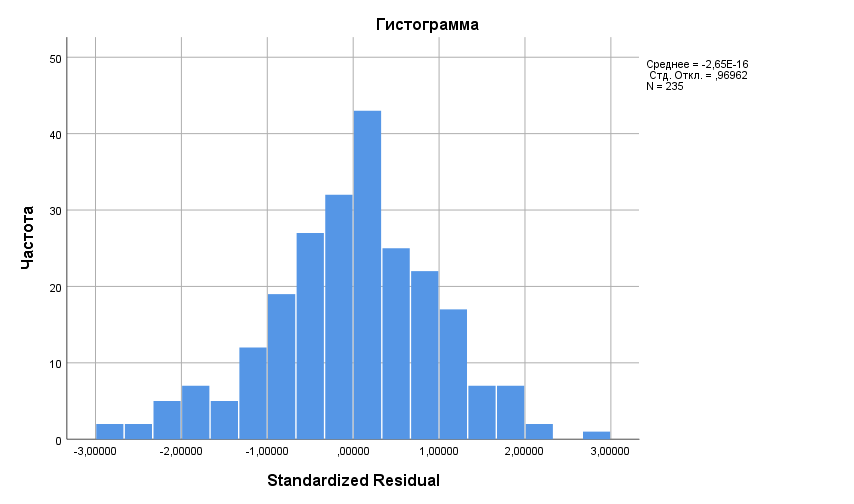 Гистограмма
Среднее = -2,65E-16
Стд. Откл. = ,96962
N = 235
Частота
50
40
30
20
10
0
-3,00000 -2,00000 -1,00000 ,00000 1,00000 2,00000 3,00000
Standardized Residual